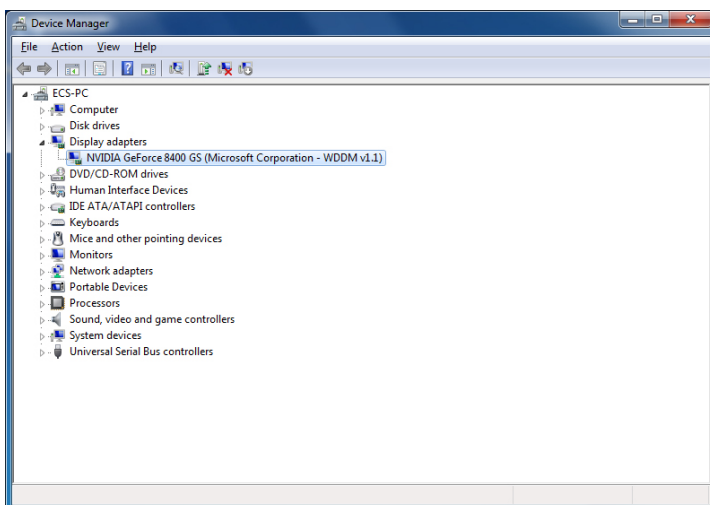 Device Manager
File Action View Help
ECS-PC
Computer
Disk drives
Display adapters
NVIDIA GeForce 8400 GS (Microsoft Corporation - WDDM v1.1)
DVD/CD-ROM drives
Human Interface Devices
IDE ATA/ATAPI controllers
Keyboards
Mice and other pointing devices
Monitors
Network adapters
Portable Devices
Processors
Sound, video and game controllers
System devices
Universal Serial Bus controllers